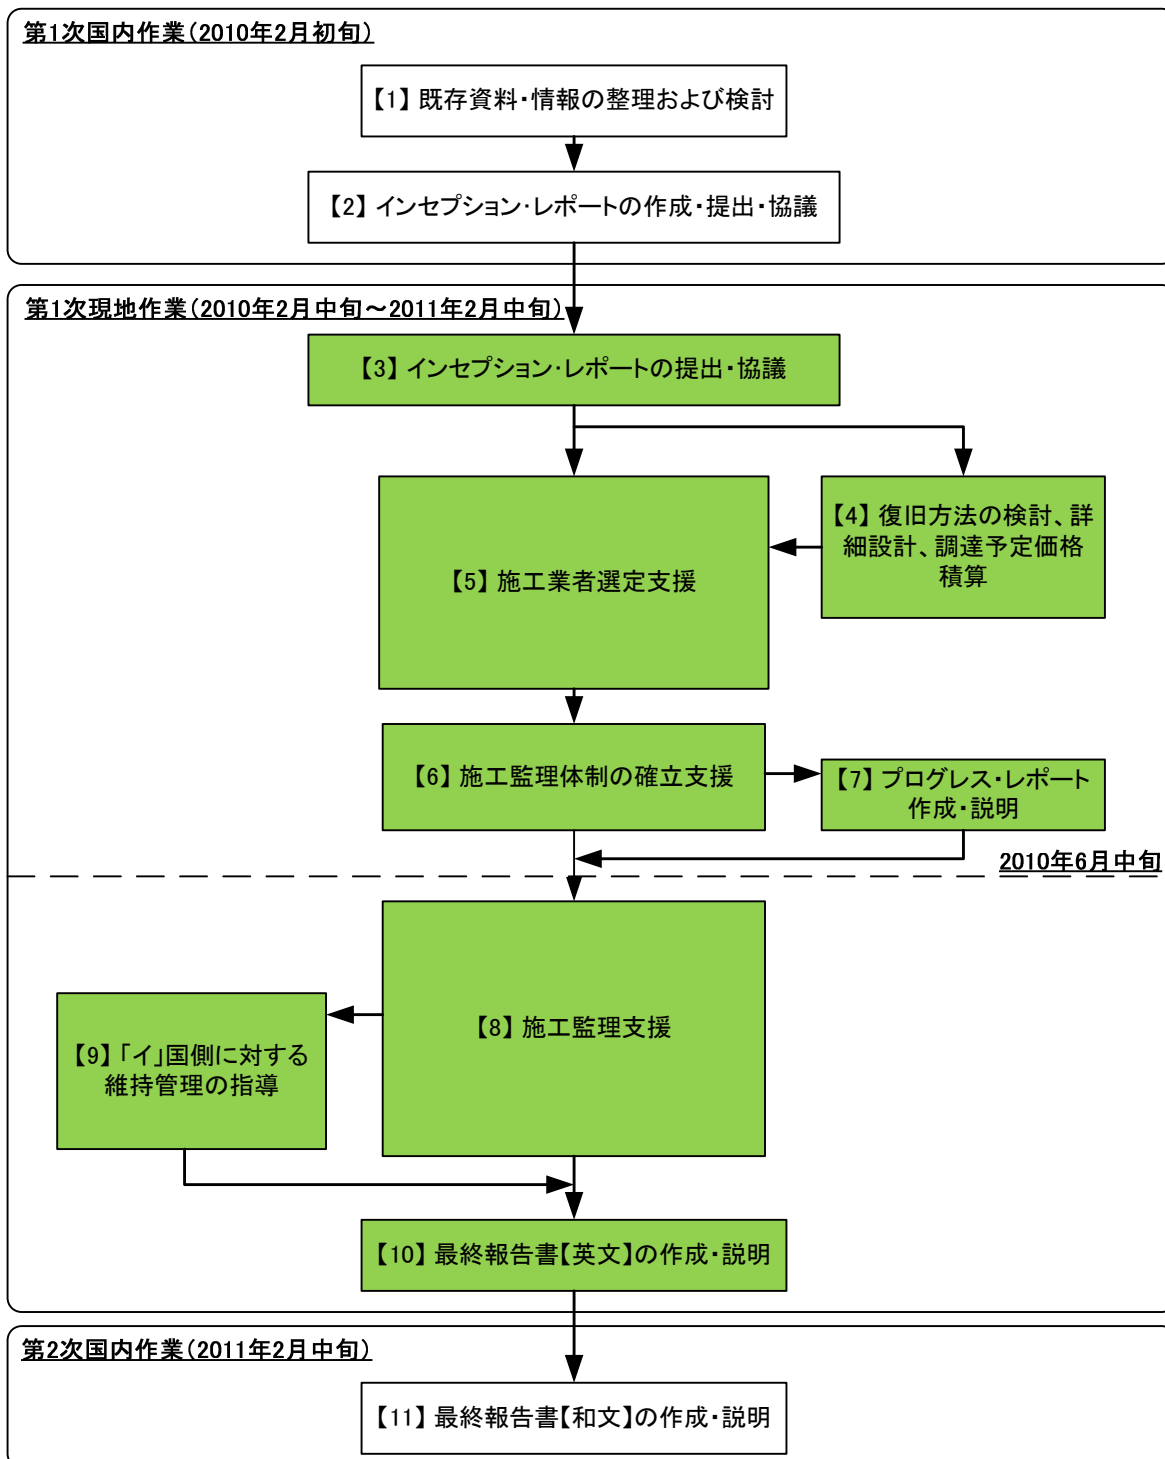 第1次国内作業（2010年2月初旬）
【1】既存資料・情報の整理および検討
【2】インセプション・レポートの作成・提出・協議
第1次現地作業（2010年2月中旬～2011年2月中旬）
【3】インセプション・レポートの提出・協議
【4】復旧方法の検討、詳
細設計、調達予定価格
積算
【5】施工業者選定支援
【6】施工監理体制の確立支援
【7】プログレス・レポート
作成・説明
2010年6月中旬
【8】施工監理支援
【9】「イ」国側に対する
維持管理の指導
【10】最終報告書【英文】の作成・説明
第2次国内作業（2011年2月中旬）
【11】最終報告書【和文】の作成・説明